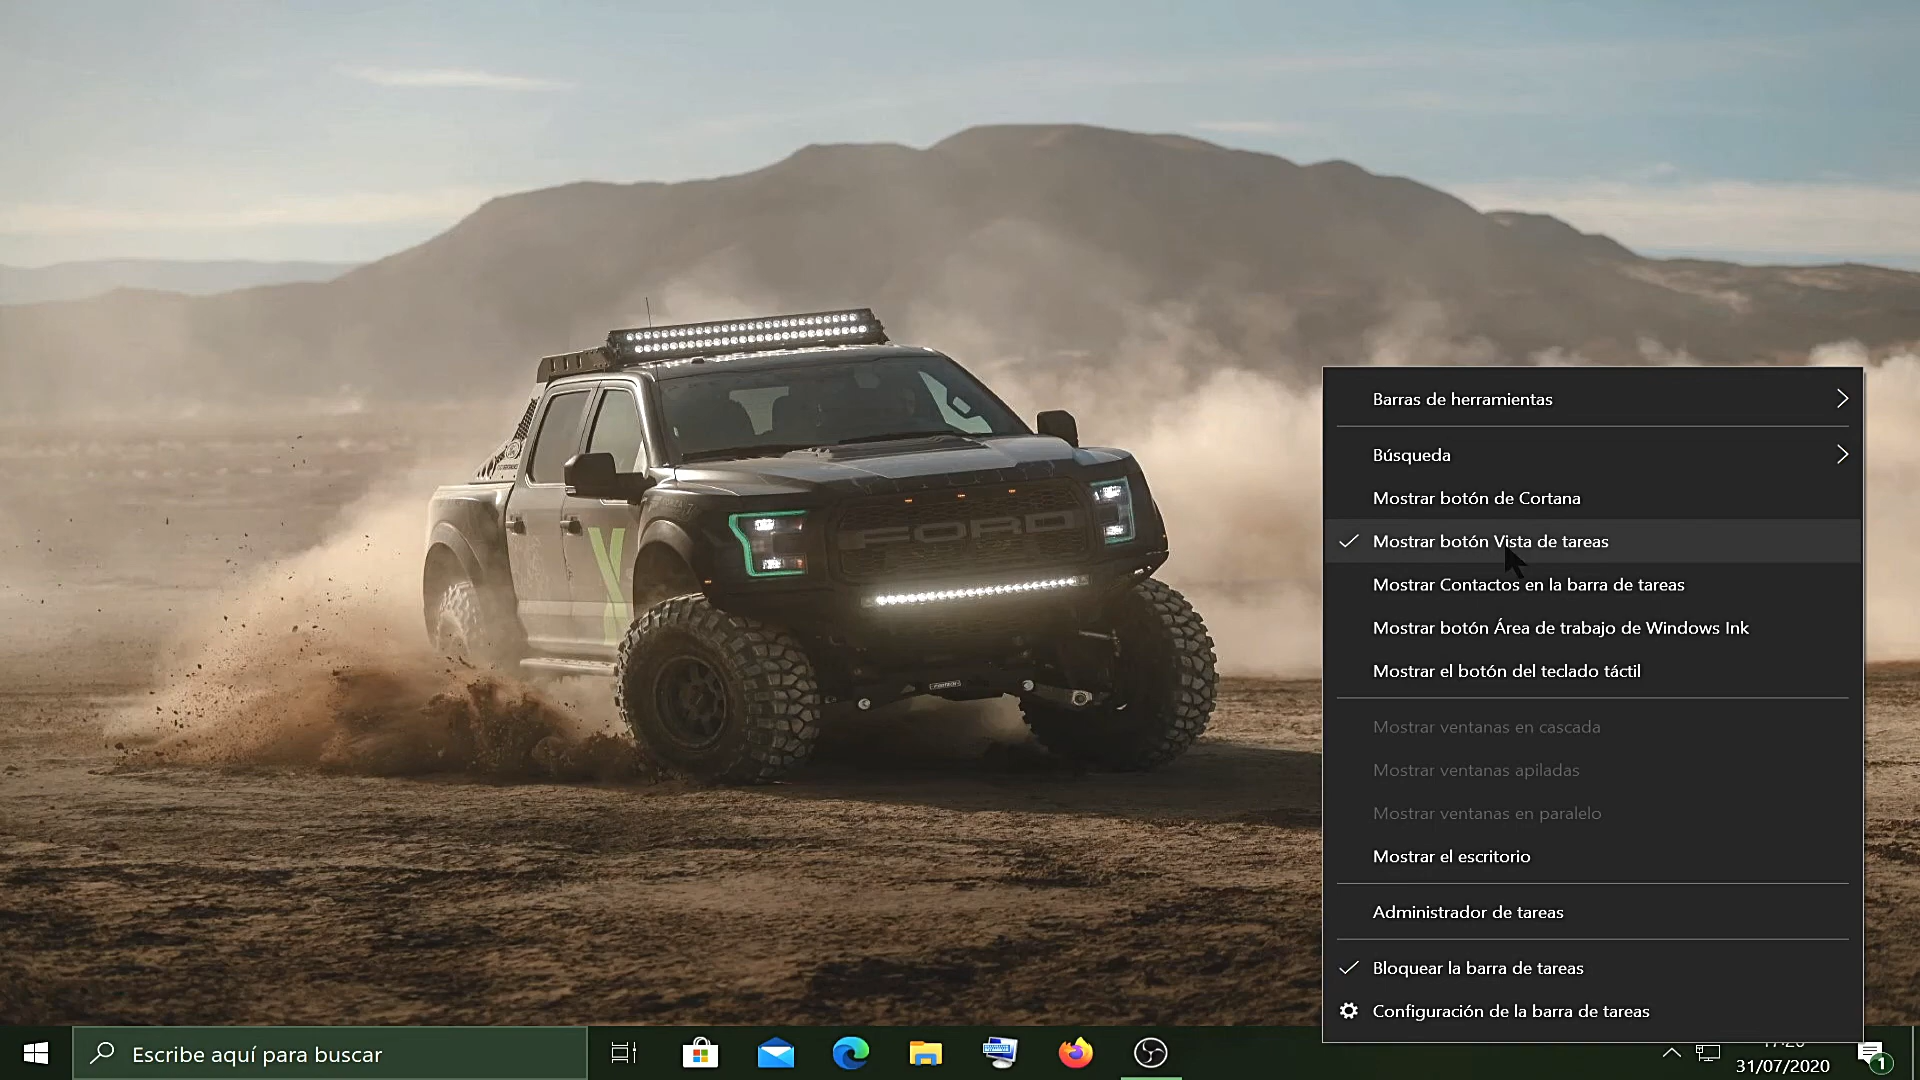 FORD
Barras de herramientas
Búsqueda
Mostrar botón de Cortana
Mostrar botón Vista de tareas
Mostrar Contactos en la barra de tareas
Mostrar botón Área de trabajo de Windows Ink
Mostrar el botón del teclado táctil
Mostrar ventanas en cascada
Mostrar ventanas apiladas
Mostrar ventanas en paralelo
Mostrar el escritorio
Administrador de tareas
Bloquear la barra de tareas
Configuración de la barra de tareas
Escribe aquí para buscar
31/07/2020
1